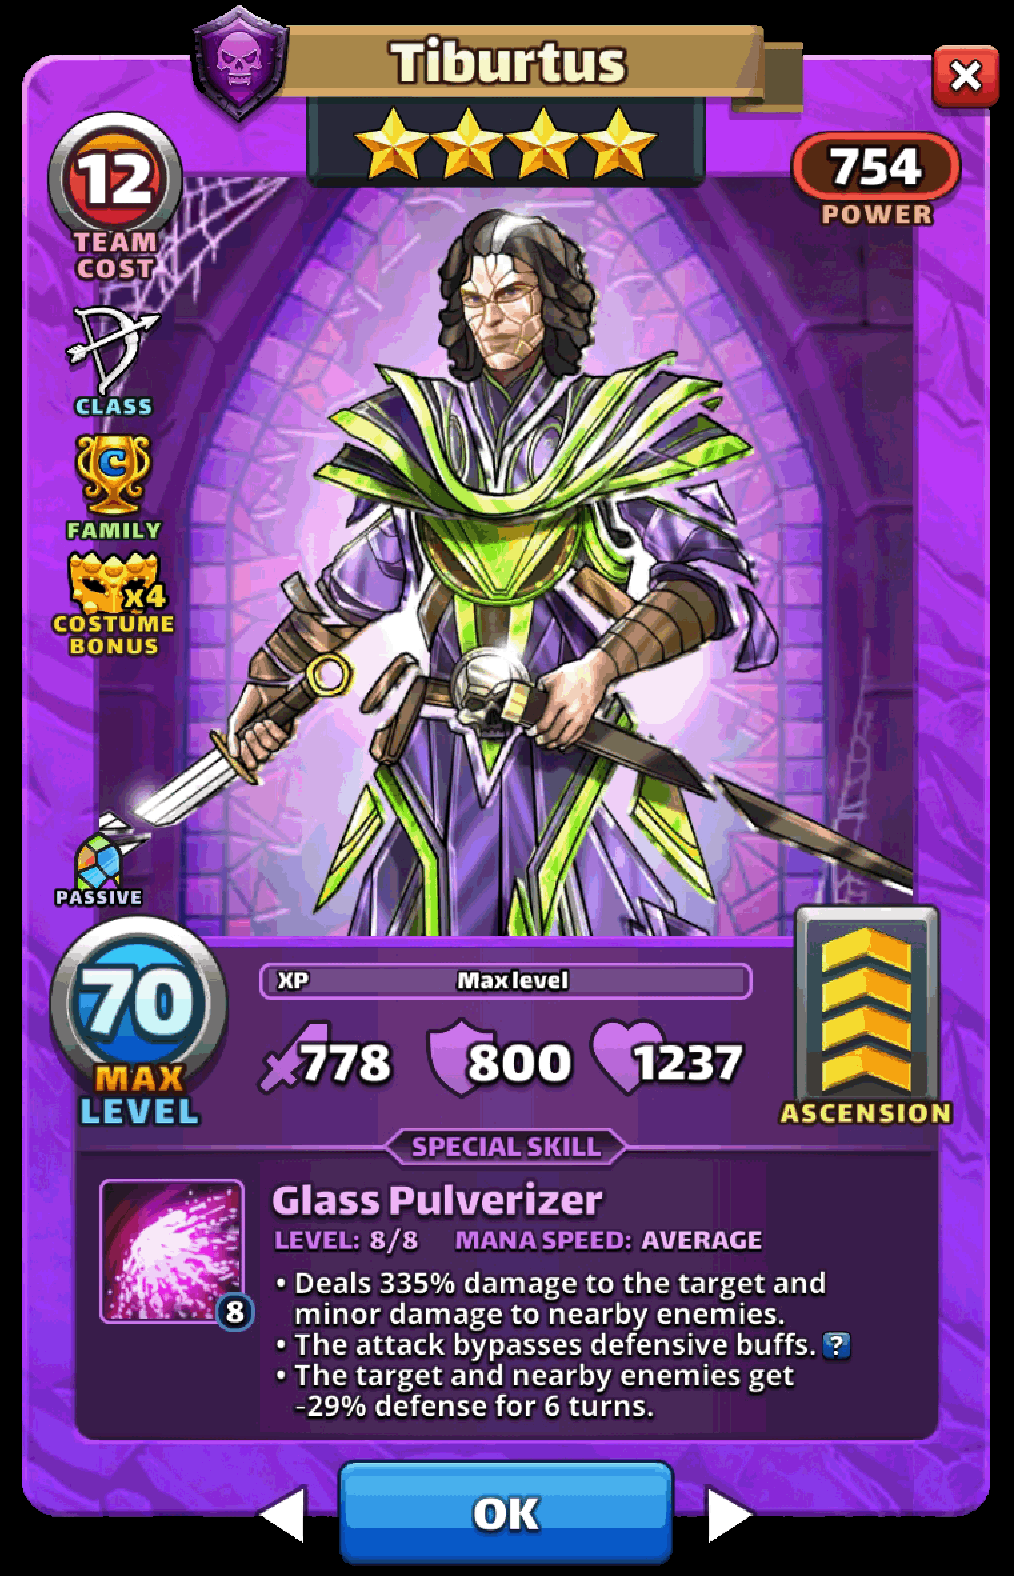 Tiburtus
12
TEAM
COST
754
POWER
CLASS
C
FAMILY
x4
COSTUME
BONUS
PASSIVE
70
MAX
LEVEL
XP Max level
778 800 1237
ASCENSION
SPECIAL SKILL
Glass Pulverizer
LEVEL: 8/8 MANA SPEED: AVERAGE
8
• Deals 335% damage to the target and
minor damage to nearby enemies.
• The attack bypasses defensive buffs. ?
• The target and nearby enemies get
-29% defense for 6 turns.
OK